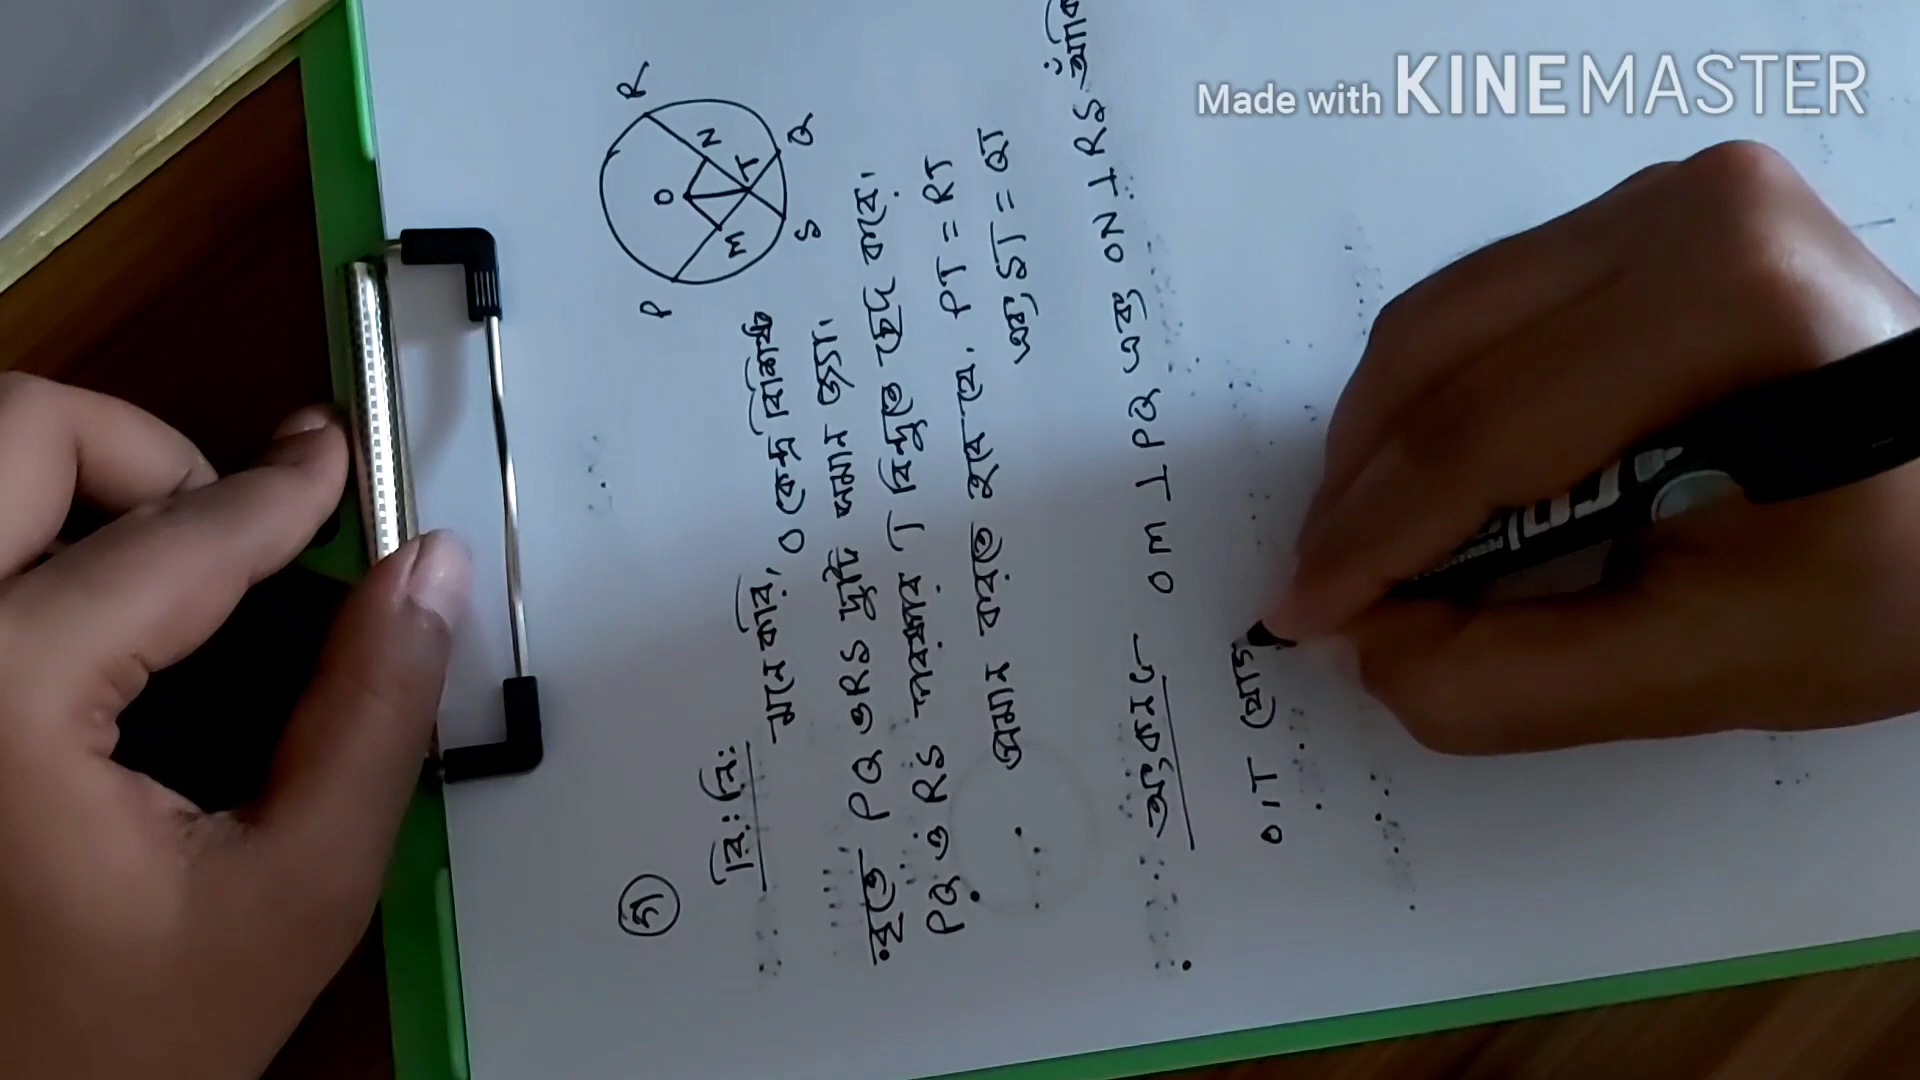 Made with KINEMASTER
গ
বি: নি:
মনে করি, O কেন্দ্র বিশিষ্ট
বৃত্তে PQ ও RS দুটি সমান জ্যা।
PQ ও RS পরস্পর T বিন্দুতে ছেদ করে।
প্রমান করতে হবে যে, PT = RT
এবং ST = QT
অংকনঃ OM ⊥ PQ এবং ON ⊥ RS আঁকি
O, T যোগ
P
R
O
N
M
T
Q
S